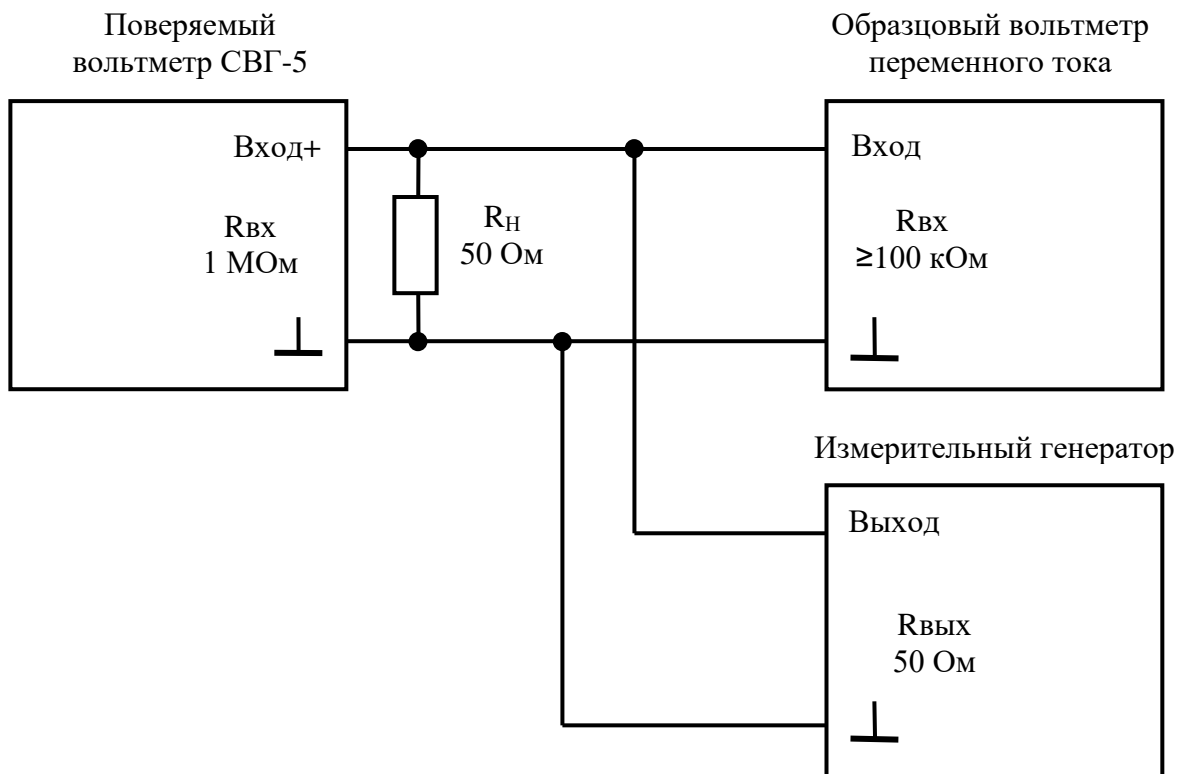 Поверяемый
вольтметр СВГ-5
Образцовый вольтметр
переменного тока
Вход+
Rвх
1 МОм
RН
50 Ом
Вход
Rвх
≥100 кОм
Измерительный генератор
Выход
Rвых
50 Ом